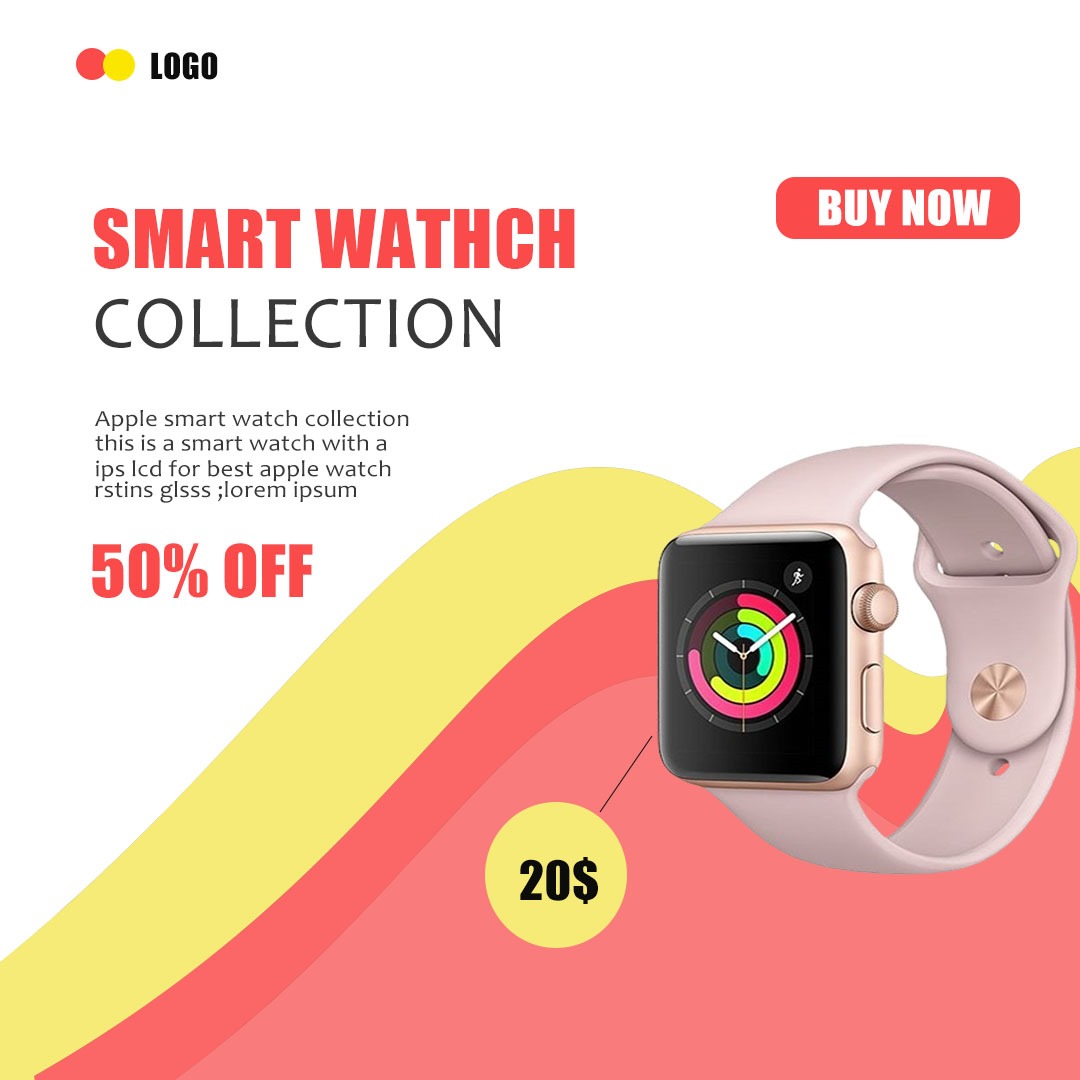 LOGO
BUY NOW
SMART WATHCH
COLLECTION
Apple smart watch collection
this is a smart watch with a
ips lcd for best apple watch
rstins glsss ;lorem ipsum
50% OFF
20$